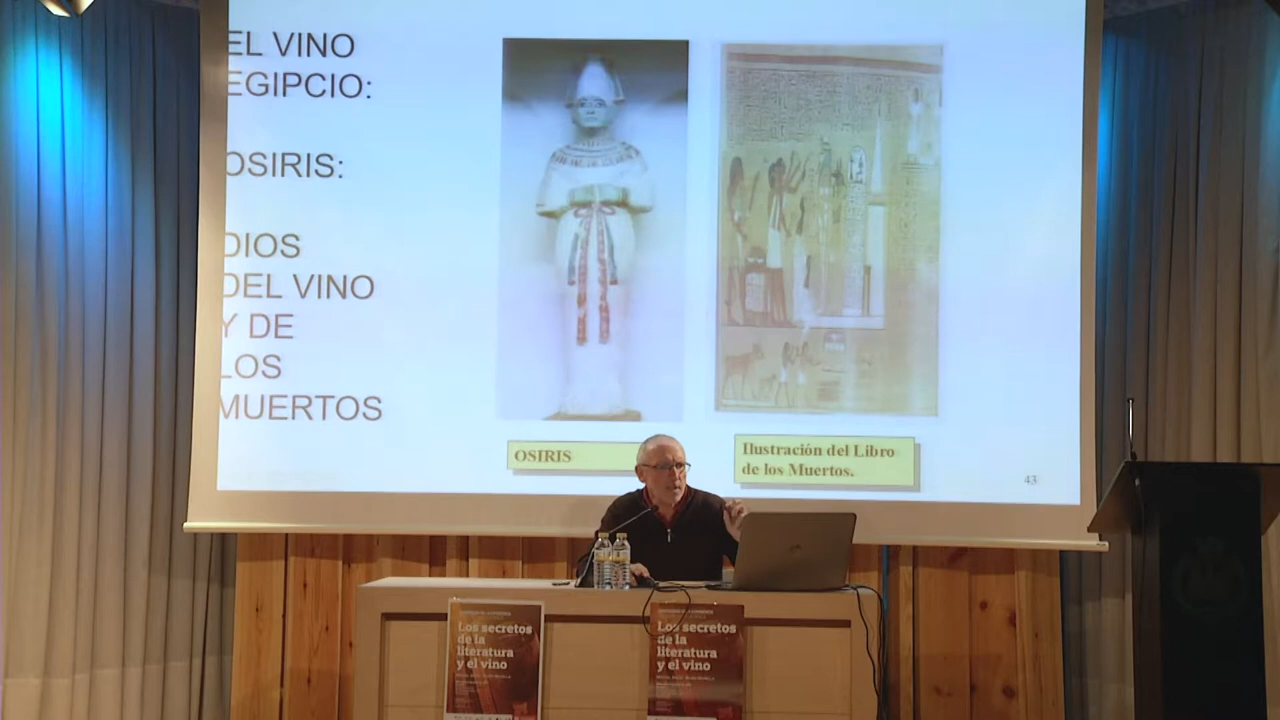 EL VINO
EGIPCIO:
OSIRIS:
DIOS
DEL VINO
Y DE
LOS
MUERTOS
OSIRIS
Ilustración del Libro
de los Muertos.
43
Los secretos
de la
literatura
y el vino
Los secretos
de la
literatura
y el vino